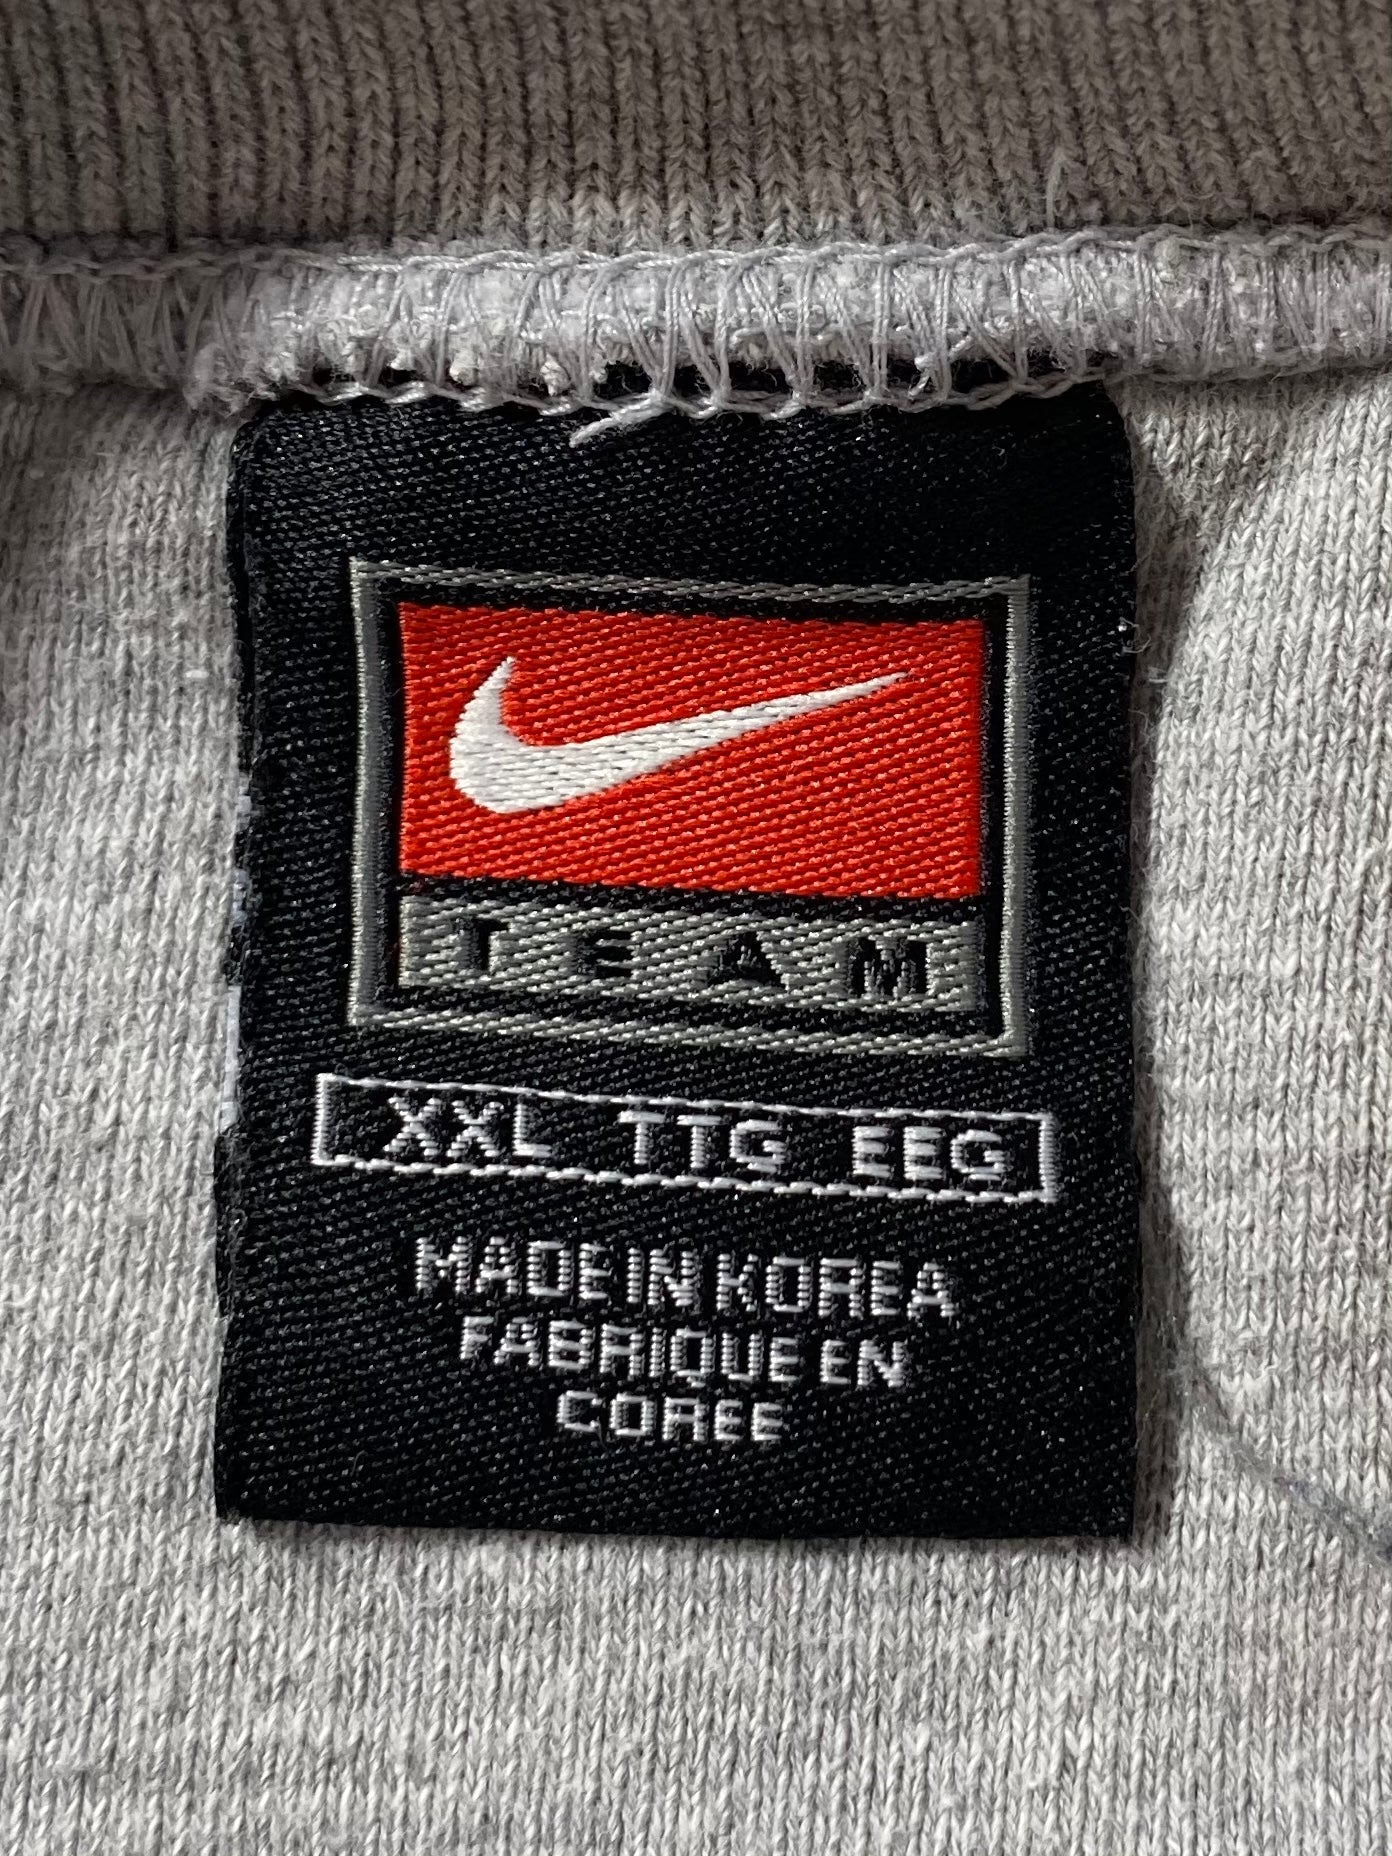 TEAM
XXL TTG EEG
MADE IN KOREA
FABRIQUE EN
COREE